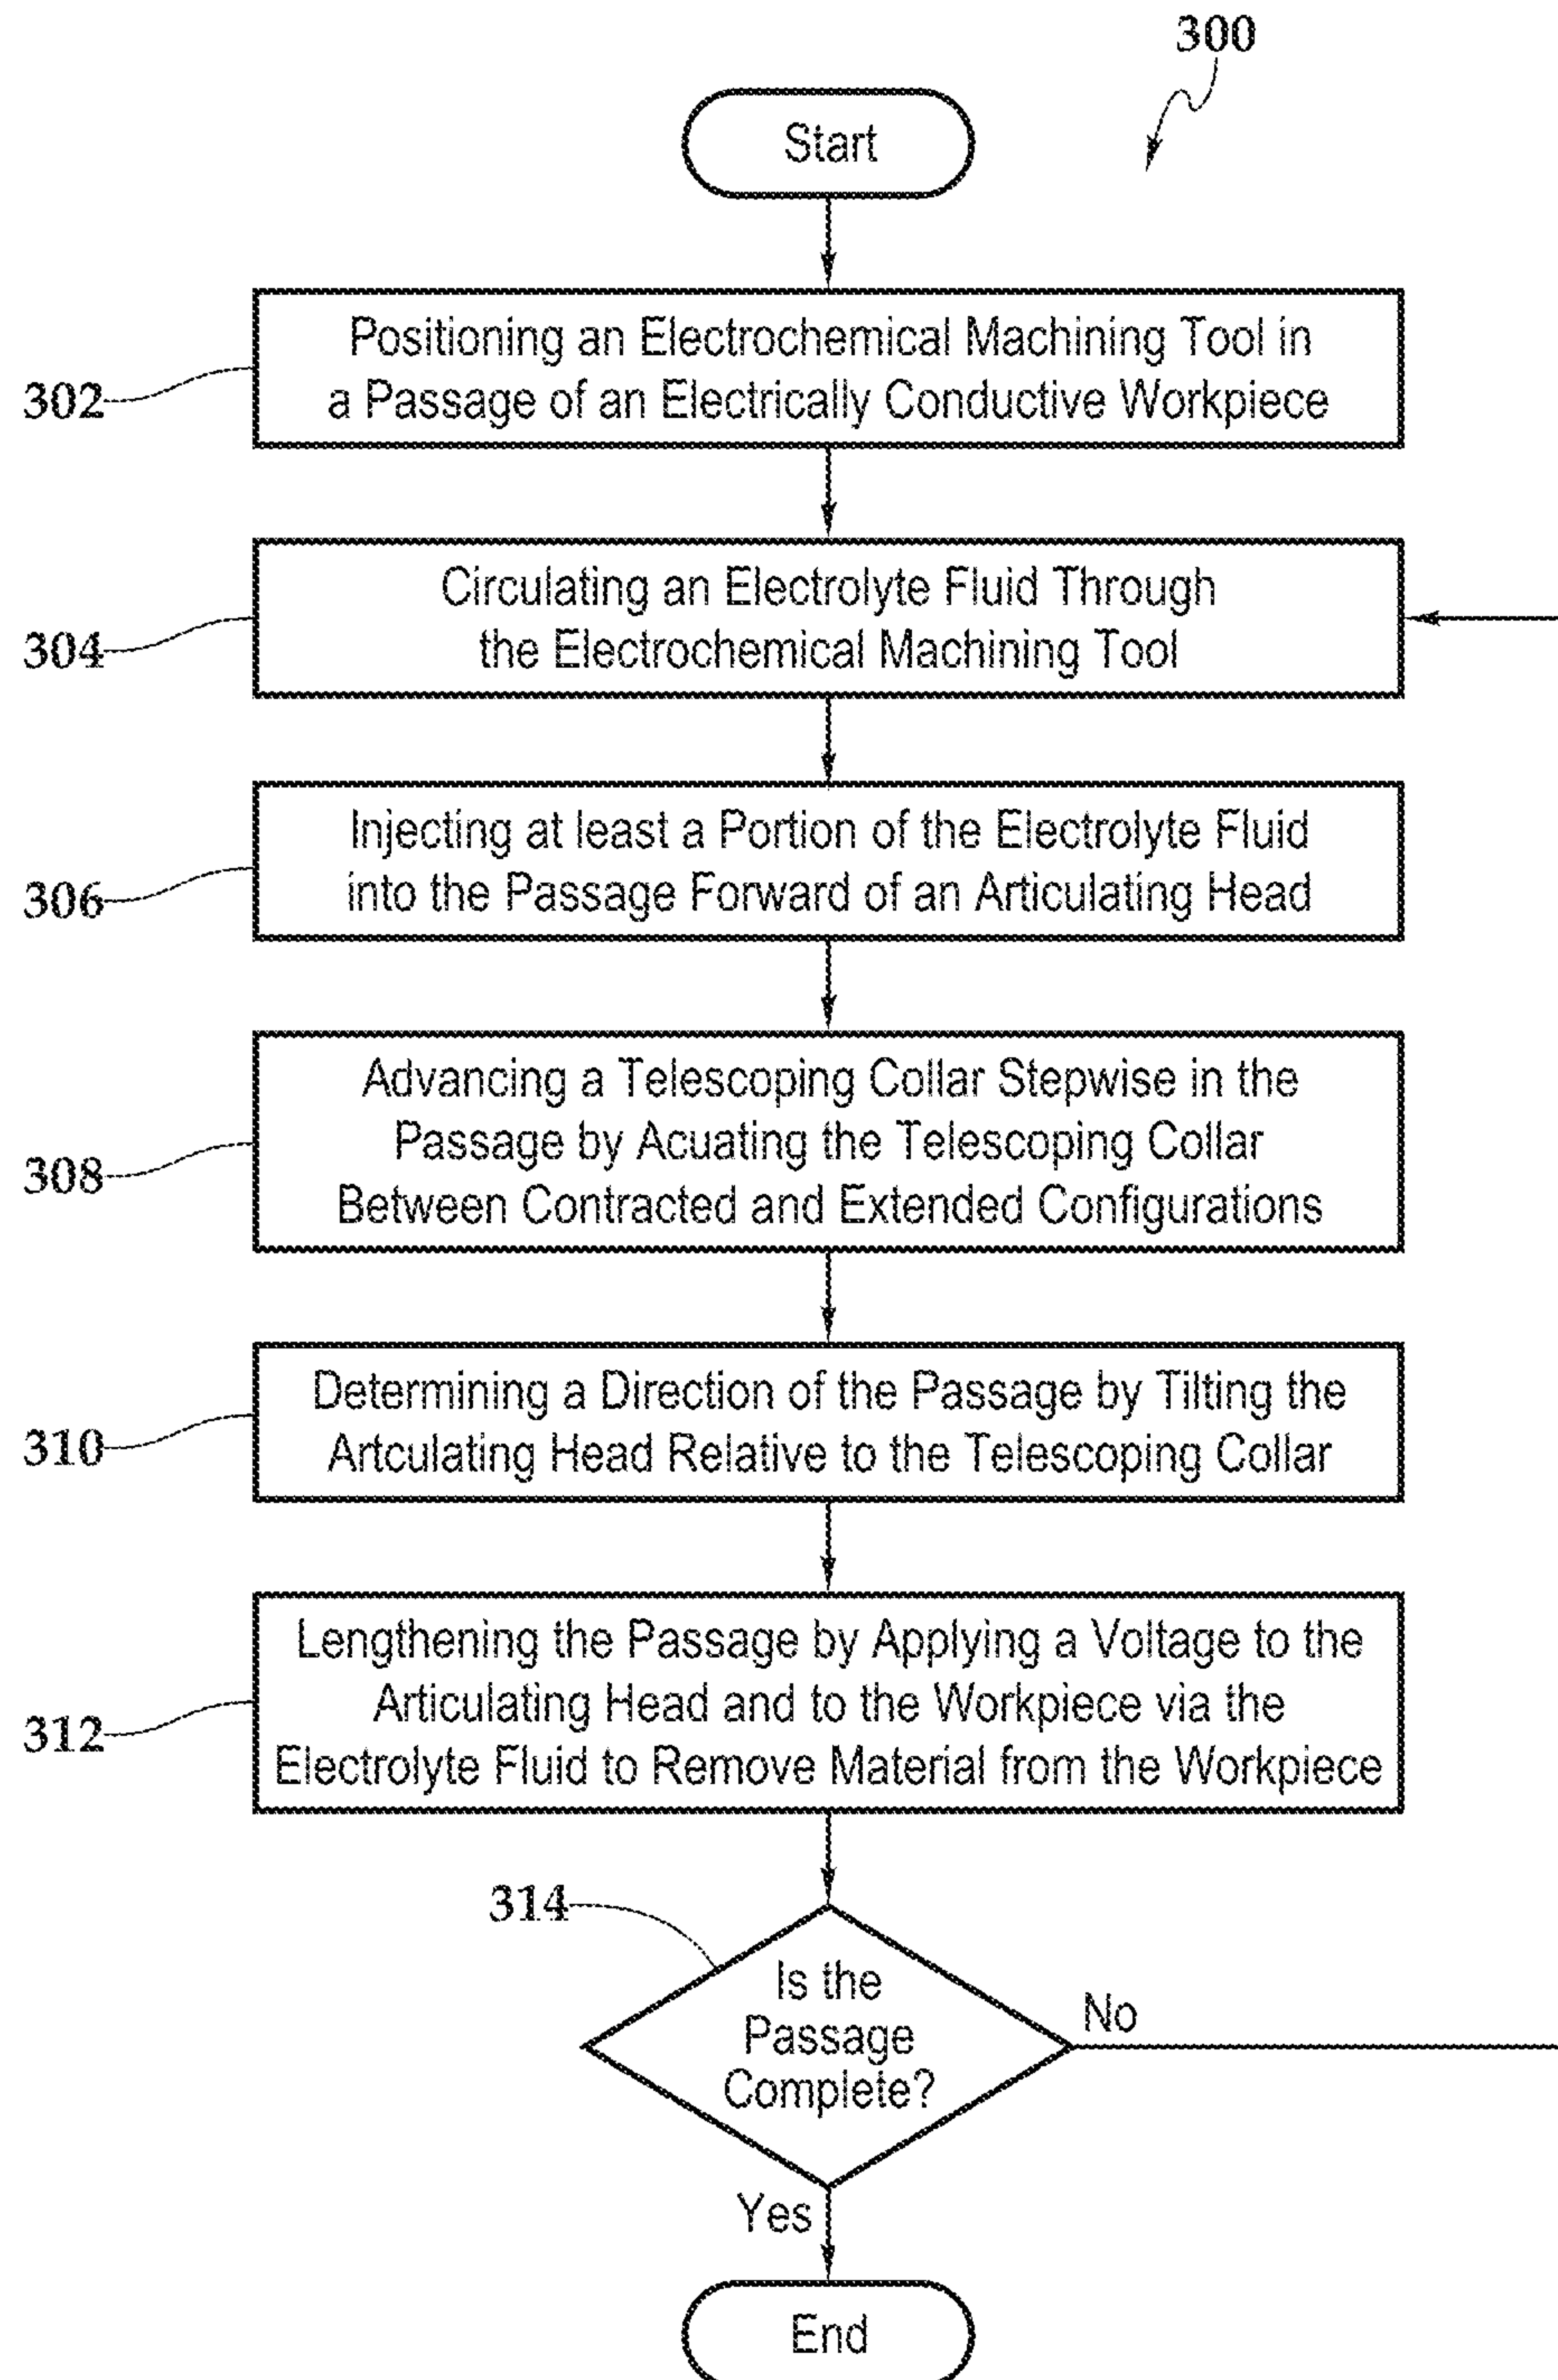 300
Start
302
Positioning an Electrochemical Machining Tool in
a Passage of an Electrically Conductive Workpiece
304
Circulating an Electrolyte Fluid Through
the Electrochemical Machining Tool
306
Injecting at least a Portion of the Electrolyte Fluid
into the Passage Forward of an Articulating Head
308
Advancing a Telescoping Collar Stepwise in the
Passage by Acuating the Telescoping Collar
Between Contracted and Extended Configurations
310
Determining a Direction of the Passage by Tilting the
Artculating Head Relative to the Telescoping Collar
312
Lengthening the Passage by Applying a Voltage to the
Articulating Head and to the Workpiece via the
Electrolyte Fluid to Remove Material from the Workpiece
314
Is the
Passage
Complete?
No
Yes
End